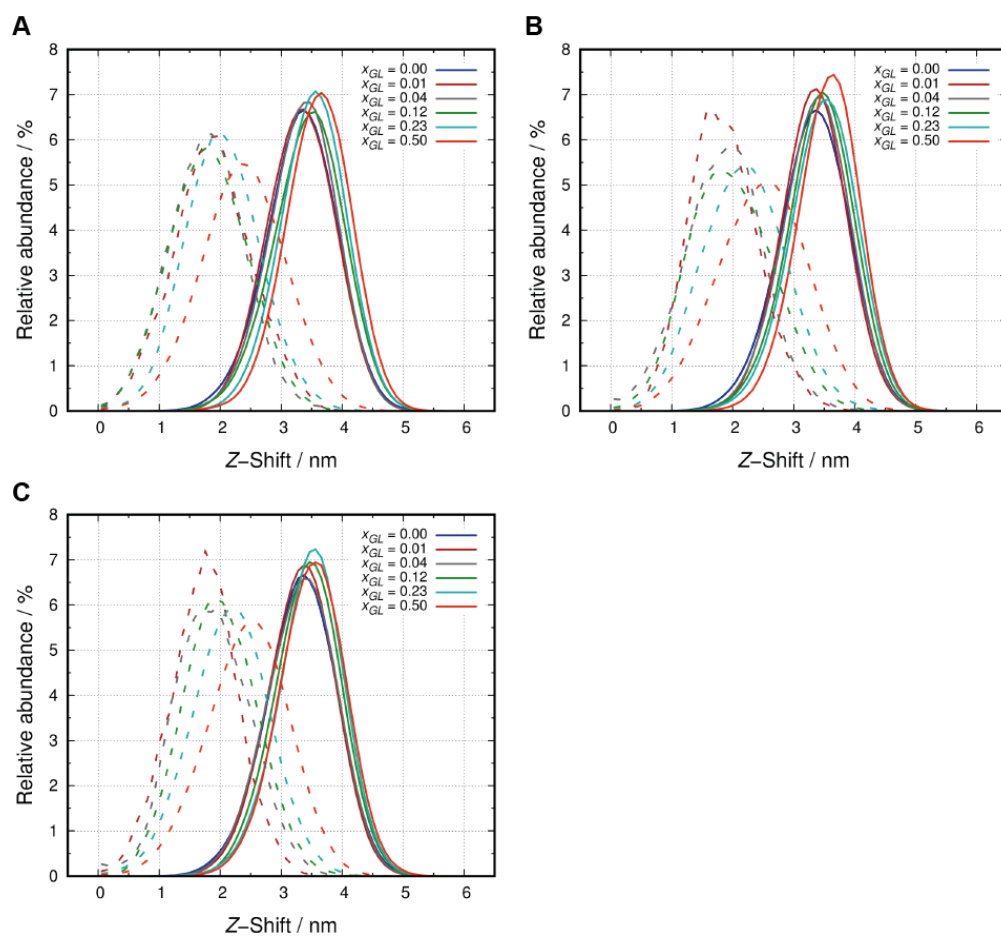 A
Relative abundance / %
8
7
6
5
4
3
2
1
0
x_GL = 0.00
x_GL = 0.01
x_GL = 0.04
x_GL = 0.12
x_GL = 0.23
x_GL = 0.50
0 1 2 3 4 5 6
Z−Shift / nm
B
Relative abundance / %
8
7
6
5
4
3
2
1
0
x_GL = 0.00
x_GL = 0.01
x_GL = 0.04
x_GL = 0.12
x_GL = 0.23
x_GL = 0.50
0 1 2 3 4 5 6
Z−Shift / nm
C
Relative abundance / %
8
7
6
5
4
3
2
1
0
x_GL = 0.00
x_GL = 0.01
x_GL = 0.04
x_GL = 0.12
x_GL = 0.23
x_GL = 0.50
0 1 2 3 4 5 6
Z−Shift / nm